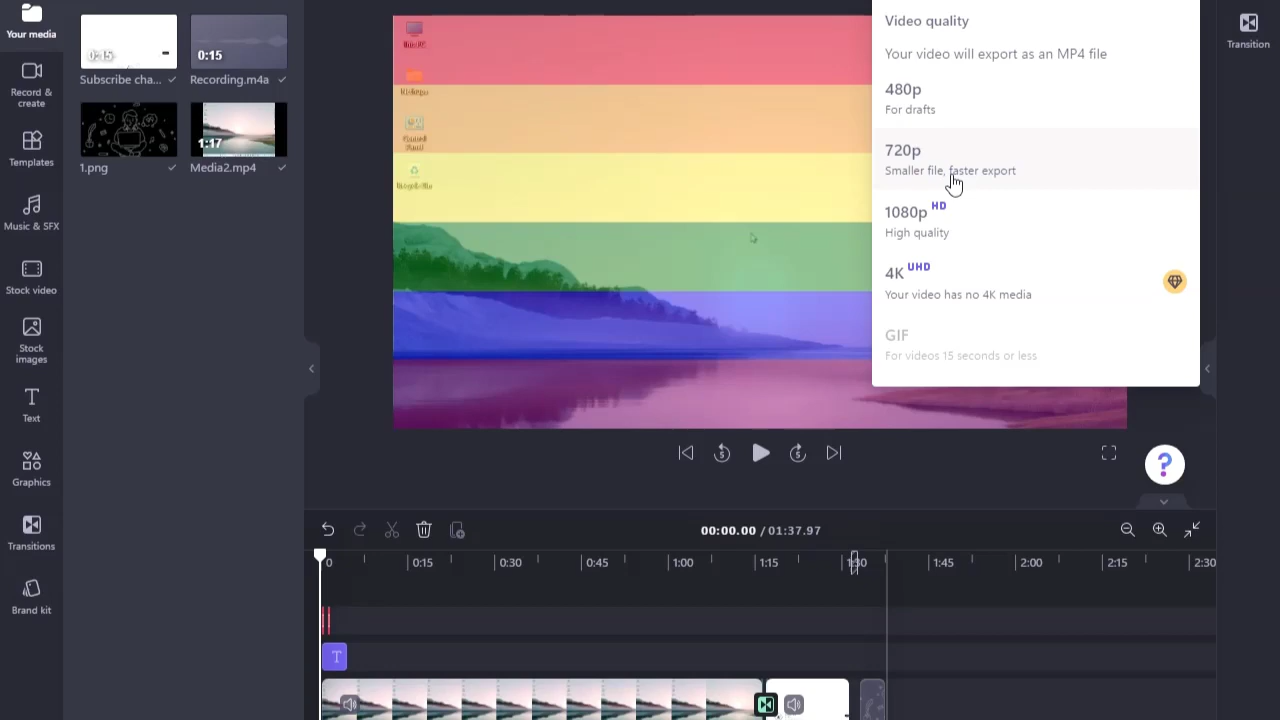 Your media
Record &
create
Templates
Music & SFX
Stock video
Stock
images
Text
Graphics
Transitions
Brand kit
0:15
Subscribe cha...
0:15
Recording.m4a
1.png
1:17
Media2.mp4
Video quality
Your video will export as an MP4 file
480p
For drafts
720p
Smaller file, faster export
1080p HD
High quality
4K UHD
Your video has no 4K media
GIF
For videos 15 seconds or less
Transition
5
5
?
00:00.00 / 01:37.97
0
0:15
0:30
0:45
1:00
1:15
1:30
1:45
2:00
2:15
2:30
T